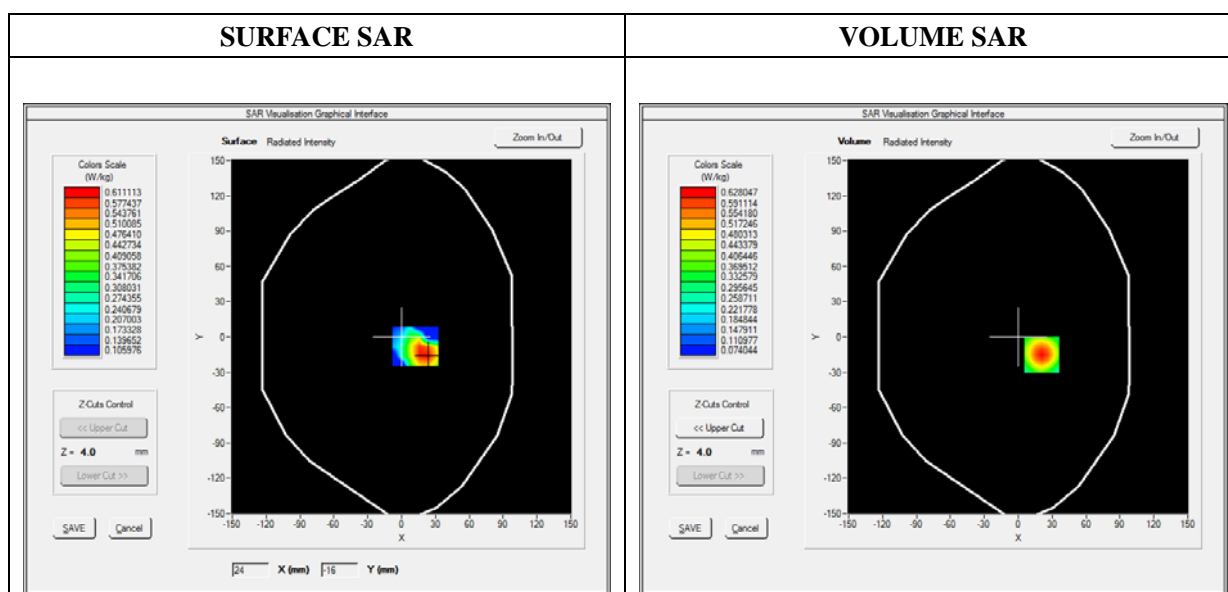 SURFACE SAR
VOLUME SAR
SAR Visualisation Graphical Interface
Surface Radiated Intensity
Zoom In/Out
Colors Scale
(W/kg)
0.611113
0.577437
0.543761
0.510085
0.476410
0.442734
0.409058
0.375382
0.341706
0.308031
0.274355
0.240679
0.207003
0.173328
0.139652
0.105976
Z-Cuts Control
<< Upper Cut
Z = 4.0 mm
Lower Cut >>
SAVE Cancel
150
120
90
60
30
0
-30
-60
-90
-120
-150
Y
-150 -120 -90 -60 -30 0 30 60 90 120 150
X
24 X (mm) -16 Y (mm)
SAR Visualisation Graphical Interface
Volume Radiated Intensity
Zoom In/Out
Colors Scale
(W/kg)
0.628047
0.591114
0.554180
0.517246
0.480313
0.443379
0.406446
0.369512
0.332579
0.295645
0.258711
0.221778
0.184844
0.147911
0.110977
0.074044
Z-Cuts Control
<< Upper Cut
Z = 4.0 mm
Lower Cut >>
SAVE Cancel
150
120
90
60
30
0
-30
-60
-90
-120
-150
Y
-150 -120 -90 -60 -30 0 30 60 90 120 150
X